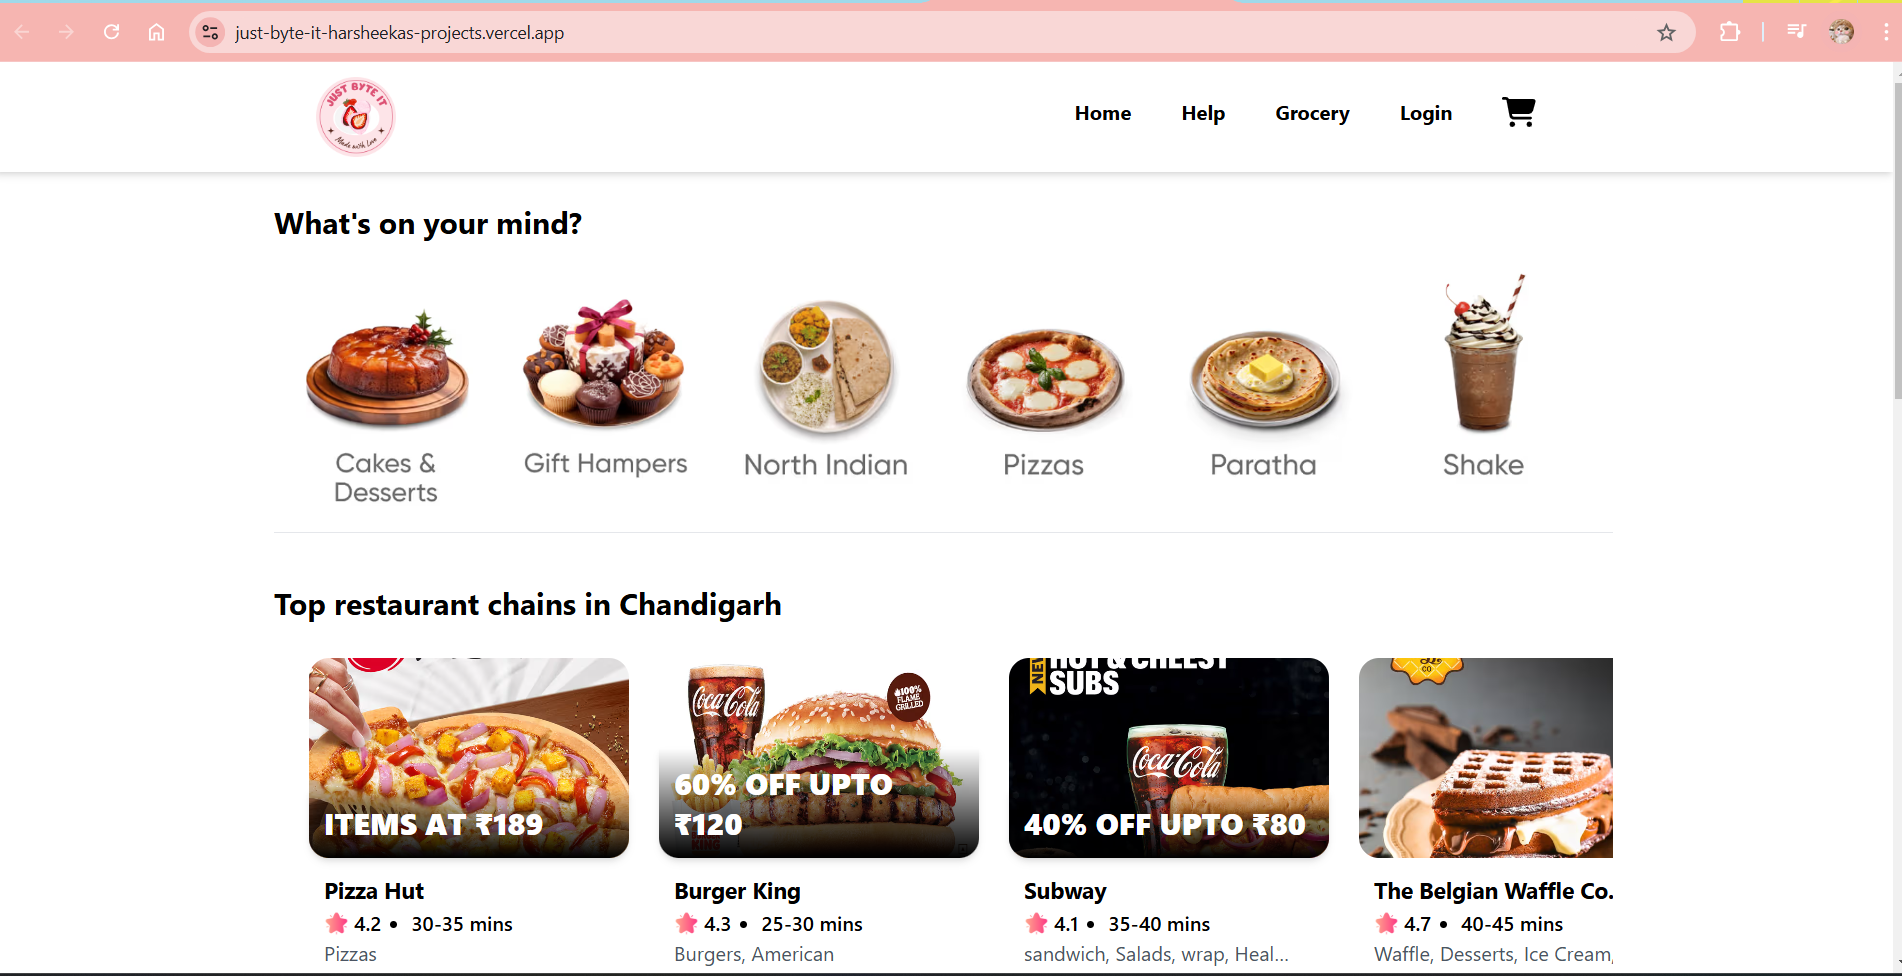 just-byte-it-harsheekas-projects.vercel.app
JUST BYTE IT
Made with Love
Home Help Grocery Login
What's on your mind?
Cakes &
Desserts
Gift Hampers
North Indian
Pizzas
Paratha
Shake
Top restaurant chains in Chandigarh
Coca-Cola
100%
FLAME
GRILLED
60% OFF UPTO
₹120
ITEMS AT ₹189
KING
NEW
HOT & CHEESY
SUBS
Coca-Cola
40% OFF UPTO ₹80
CO
Pizza Hut
4.2 • 30-35 mins
Pizzas
Burger King
4.3 • 25-30 mins
Burgers, American
Subway
4.1 • 35-40 mins
sandwich, Salads, wrap, Heal...
The Belgian Waffle Co.
4.7 • 40-45 mins
Waffle, Desserts, Ice Cream,